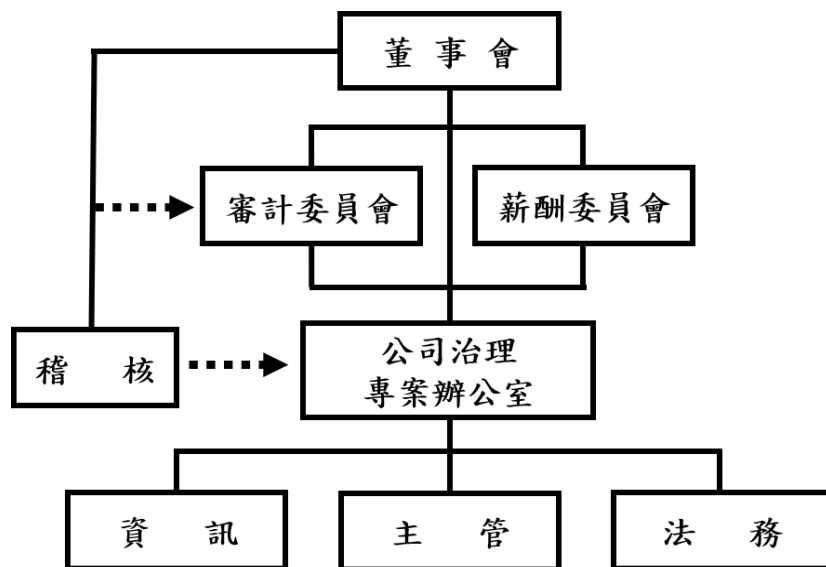 董事會
審計委員會
薪酬委員會
稽核
公司治理
專案辦公室
資訊
主管
法務